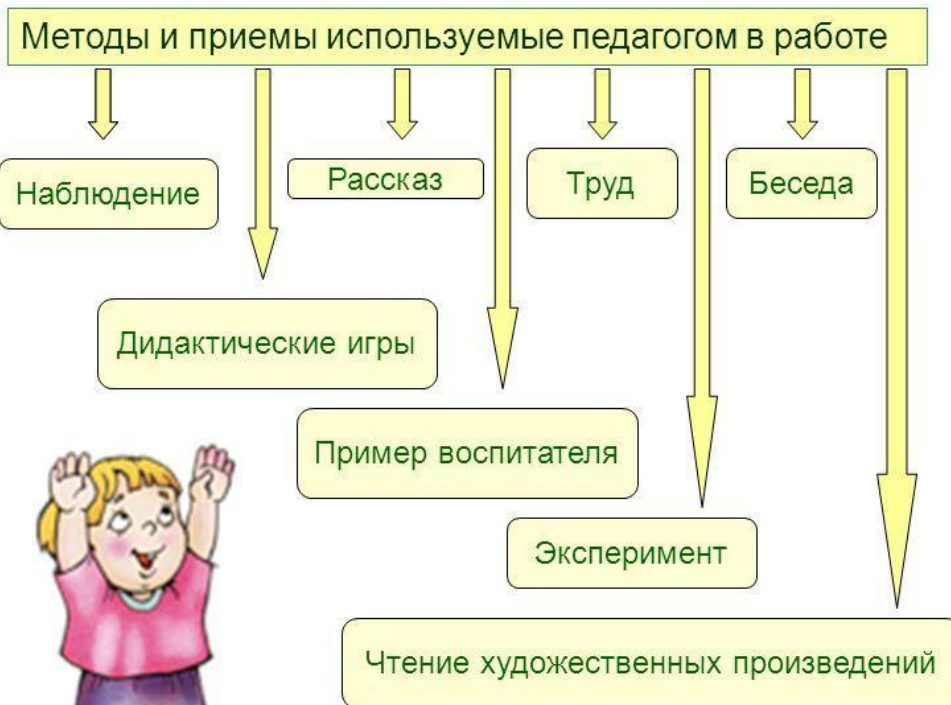 Методы и приемы используемые педагогом в работе
Наблюдение
Рассказ
Труд
Беседа
Дидактические игры
Пример воспитателя
Эксперимент
Чтение художественных произведений